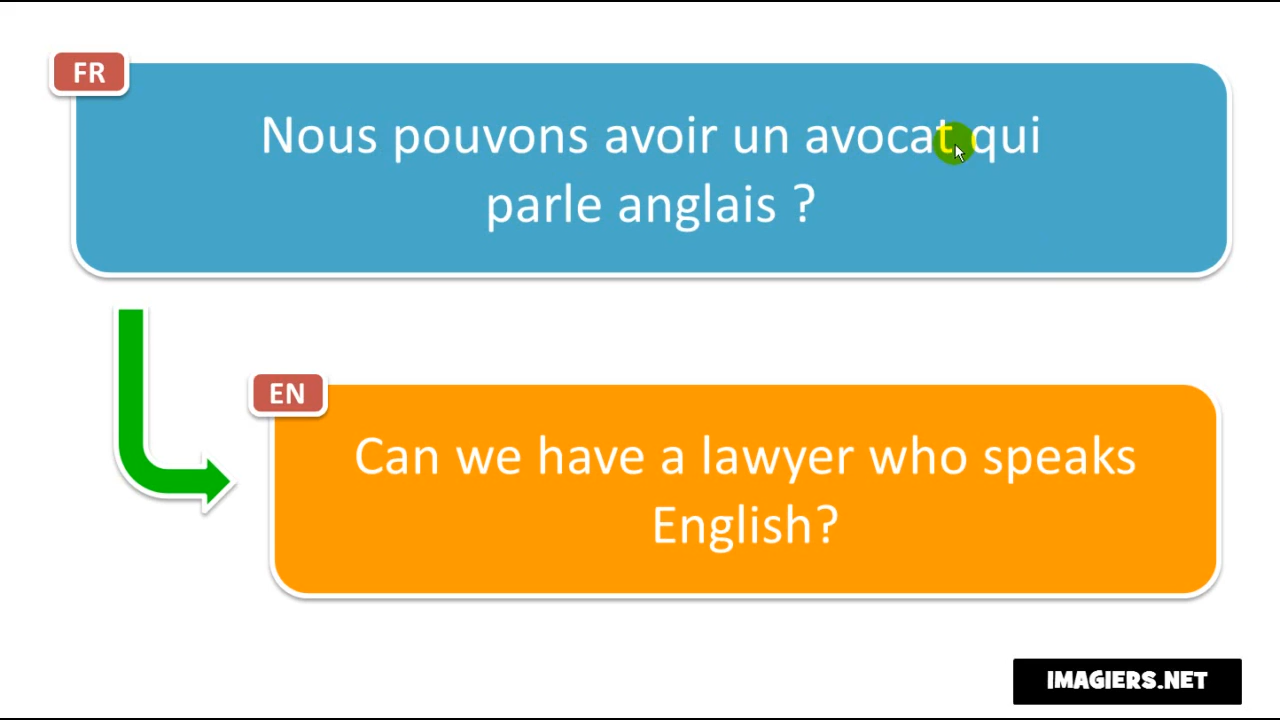 FR
Nous pouvons avoir un avocat qui
parle anglais ?
EN
Can we have a lawyer who speaks
English?
IMAGIERS.NET